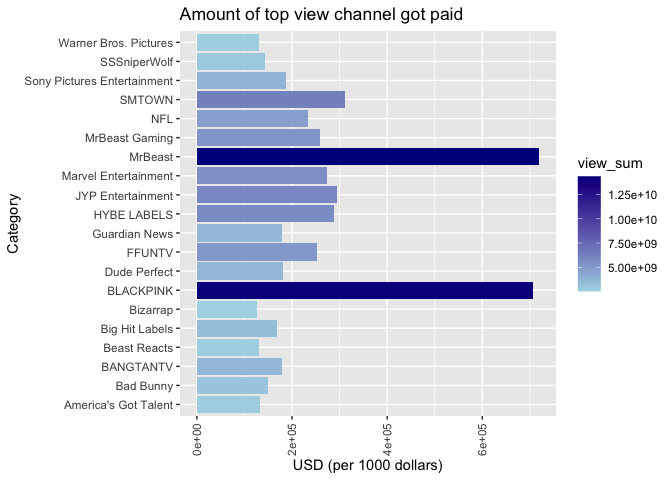 Amount of top view channel got paid
Warner Bros. Pictures
SSSniperWolf
Sony Pictures Entertainment
SMTOWN
NFL
MrBeast Gaming
MrBeast
Marvel Entertainment
JYP Entertainment
HYBE LABELS
Guardian News
FFUNTV
Dude Perfect
BLACKPINK
Bizarrap
Big Hit Labels
Beast Reacts
BANGTANTV
Bad Bunny
America's Got Talent
Category
0e+00
2e+05
4e+05
6e+05
USD (per 1000 dollars)
view_sum
1.25e+10
1.00e+10
7.50e+09
5.00e+09